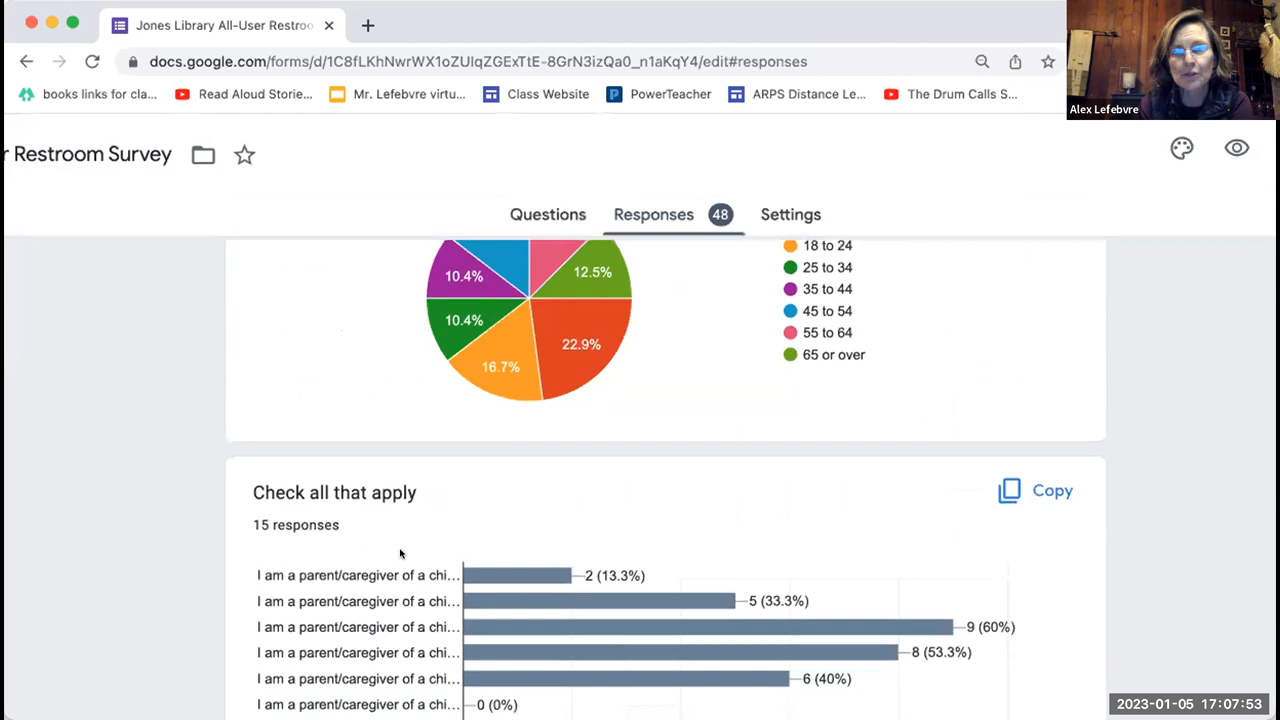 Jones Library All-User Restroo
docs.google.com/forms/d/1C8fLKhNwrWX1oZUlqZGExTtE-8GrN3izQa0_n1aKqY4/edit#responses
books links for cla... Read Aloud Storie... Mr. Lefebvre virtu... Class Website PowerTeacher ARPS Distance Le... The Drum Calls S...
Alex Lefebvre
r Restroom Survey
Questions Responses 48 Settings
18 to 24
25 to 34
35 to 44
45 to 54
55 to 64
65 or over
10.4%
12.5%
10.4%
22.9%
16.7%
Check all that apply
Copy
15 responses
I am a parent/caregiver of a chi... 2 (13.3%)
I am a parent/caregiver of a chi... 5 (33.3%)
I am a parent/caregiver of a chi... 9 (60%)
I am a parent/caregiver of a chi... 8 (53.3%)
I am a parent/caregiver of a chi... 6 (40%)
I am a parent/caregiver of a chi... 0 (0%)
2023-01-05 17:07:53